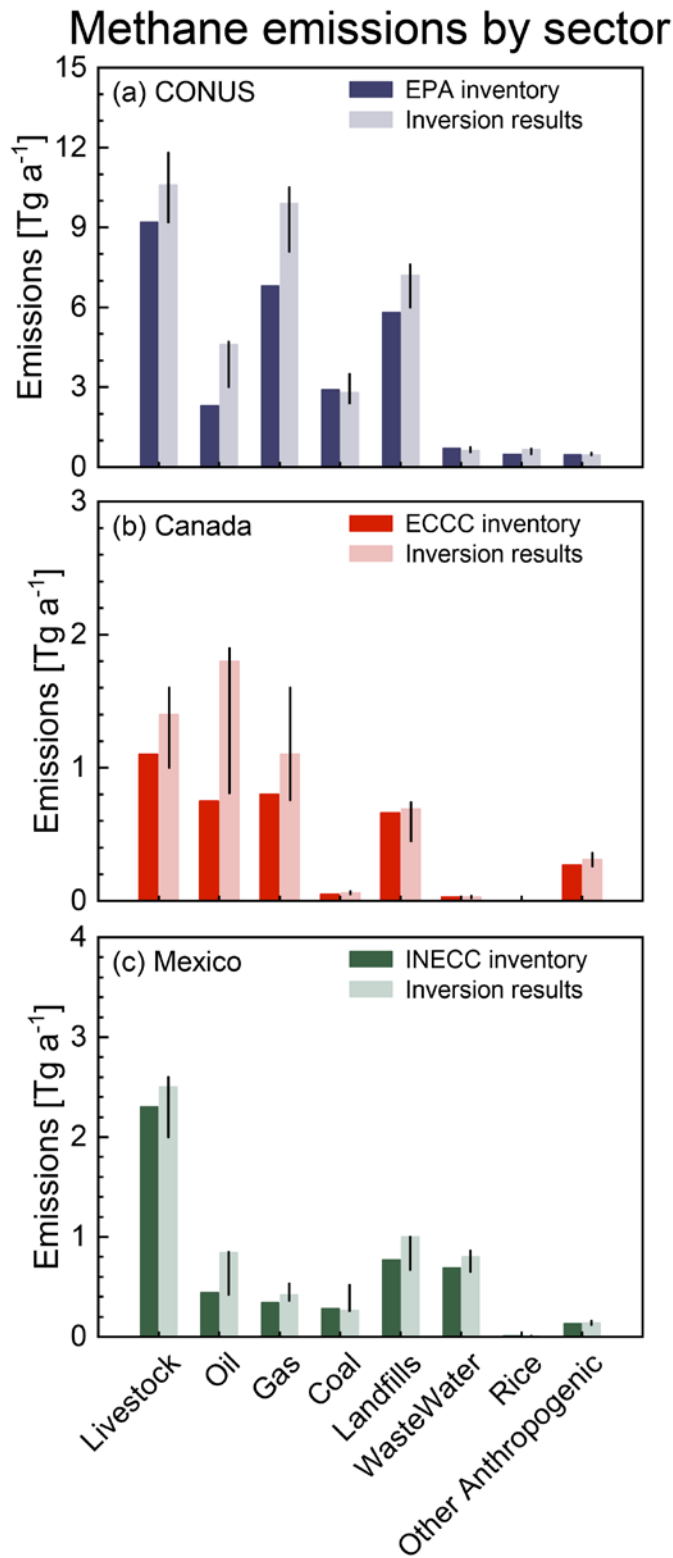 Methane emissions by sector
(a) CONUS
EPA inventory
Inversion results
15
12
9
6
3
0
Emissions [Tg a⁻¹]
(b) Canada
ECCC inventory
Inversion results
3
2
1
0
Emissions [Tg a⁻¹]
(c) Mexico
INECC inventory
Inversion results
4
3
2
1
0
Emissions [Tg a⁻¹]
Livestock
Oil
Gas
Coal
Landfills
WasteWater
Rice
Other Anthropogenic